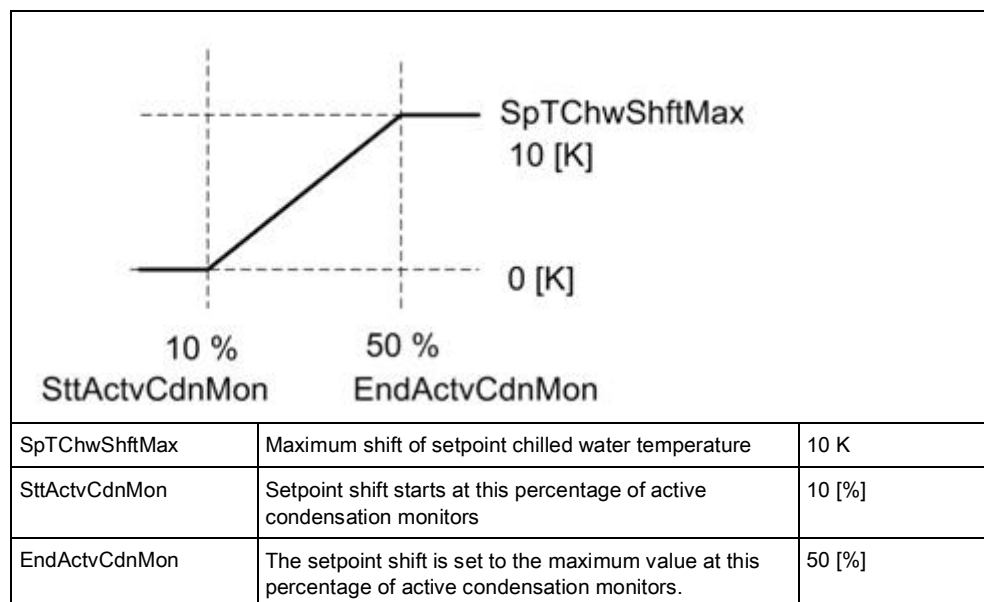 SpTChwShftMax
10 [K]
0 [K]
10 %
50 %
SttActvCdnMon
EndActvCdnMon
SpTChwShftMax
Maximum shift of setpoint chilled water temperature
10 K
SttActvCdnMon
Setpoint shift starts at this percentage of active
condensation monitors
10 [%]
EndActvCdnMon
The setpoint shift is set to the maximum value at this
percentage of active condensation monitors.
50 [%]